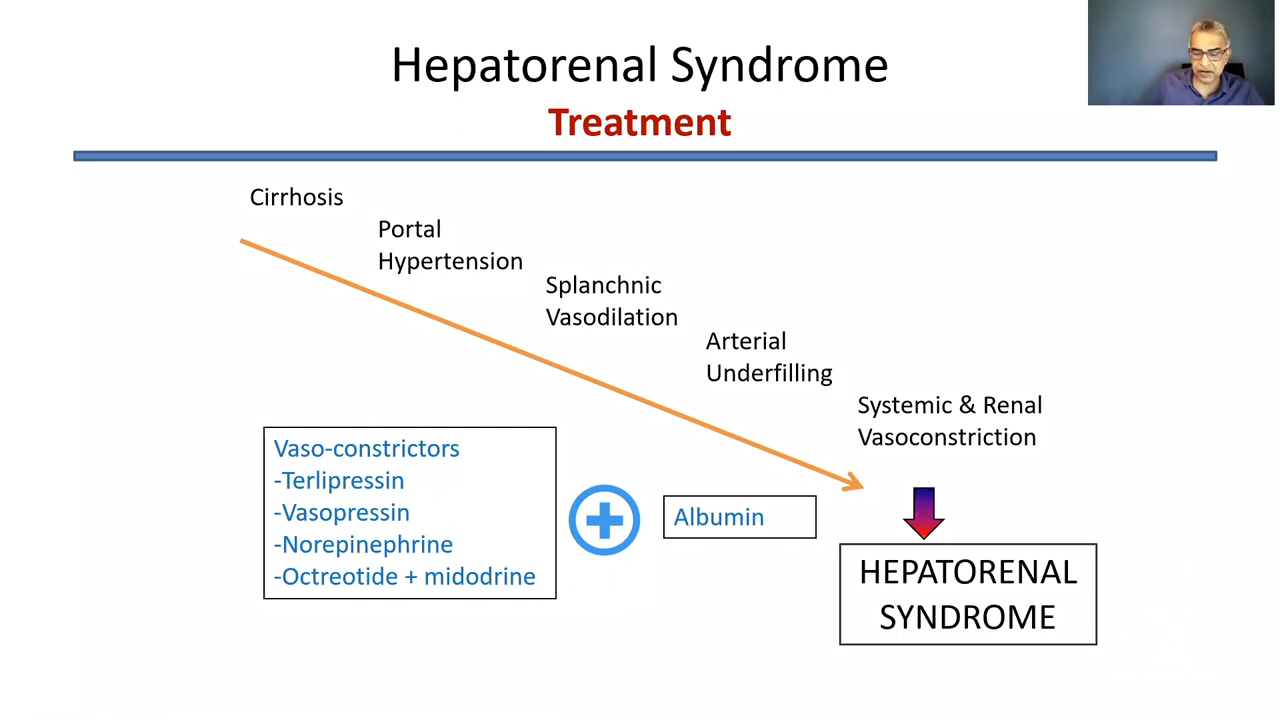 Hepatorenal Syndrome
Treatment
Cirrhosis
Portal
Hypertension
Splanchnic
Vasodilation
Arterial
Underfilling
Systemic & Renal
Vasoconstriction
Vaso-constrictors
-Terlipressin
-Vasopressin
-Norepinephrine
-Octreotide + midodrine
Albumin
HEPATORENAL
SYNDROME